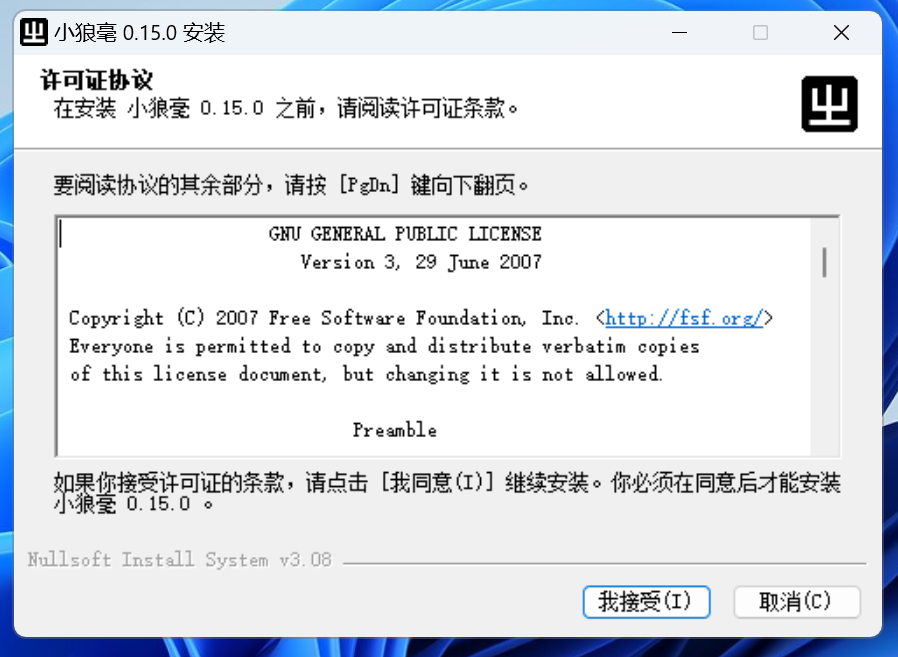 小狼毫 0.15.0 安装
许可证协议
在安装 小狼毫 0.15.0 之前，请阅读许可证条款。
要阅读协议的其余部分，请按 [PgDn] 键向下翻页。
GNU GENERAL PUBLIC LICENSE
Version 3, 29 June 2007
Copyright (C) 2007 Free Software Foundation, Inc. <http://fsf.org/>
Everyone is permitted to copy and distribute verbatim copies
of this license document, but changing it is not allowed.
Preamble
如果你接受许可证的条款，请点击 [我同意(I)] 继续安装。你必须在同意后才能安装
小狼毫 0.15.0 。
Nullsoft Install System v3.08
我接受(I)
取消(C)